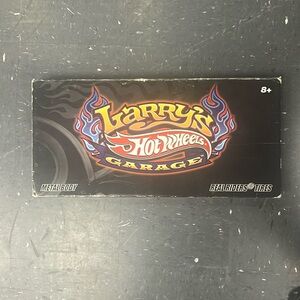 8+
Larry's
Hot Wheels
GARAGE
METAL BODY
REAL RIDERS TIRES